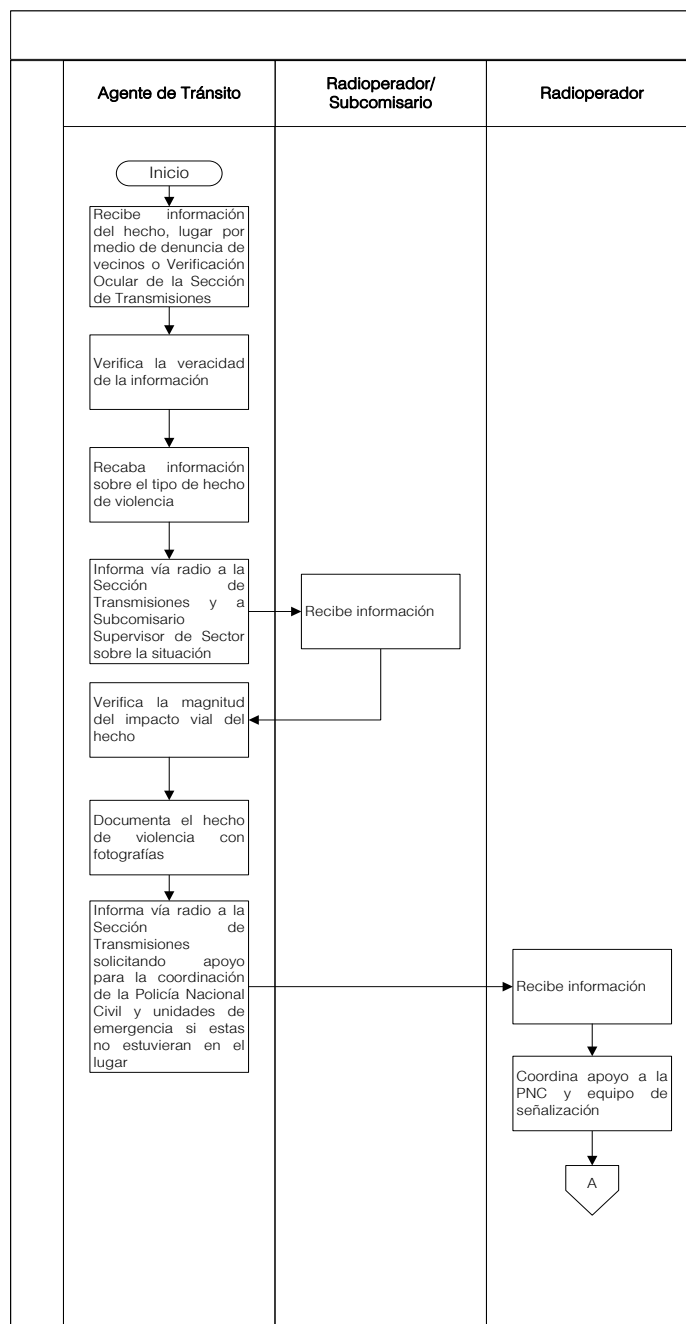 Agente de Tránsito
Radioperador/
Subcomisario
Radioperador
Inicio
Recibe información
del hecho, lugar por
medio de denuncia de
vecinos o Verificación
Ocular de la Sección
de Transmisiones
Verifica la veracidad
de la información
Recaba información
sobre el tipo de hecho
de violencia
Informa vía radio a la
Sección de
Transmisiones y a
Subcomisario
Supervisor de Sector
sobre la situación
Recibe información
Verifica la magnitud
del impacto vial del
hecho
Documenta el hecho
de violencia con
fotografías
Informa vía radio a la
Sección de
Transmisiones
solicitando apoyo
para la coordinación
de la Policía Nacional
Civil y unidades de
emergencia si estas
no estuvieran en el
lugar
Recibe información
Coordina apoyo a la
PNC y equipo de
señalización
A